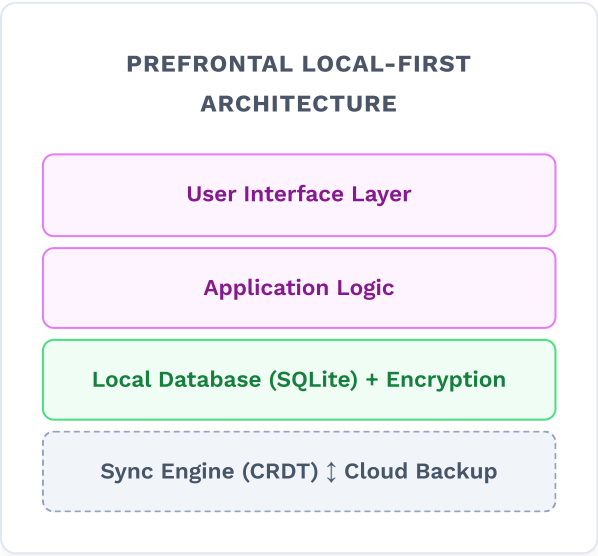 PREFRONTAL LOCAL-FIRST
ARCHITECTURE
User Interface Layer
Application Logic
Local Database (SQLite) + Encryption
Sync Engine (CRDT) ↕ Cloud Backup